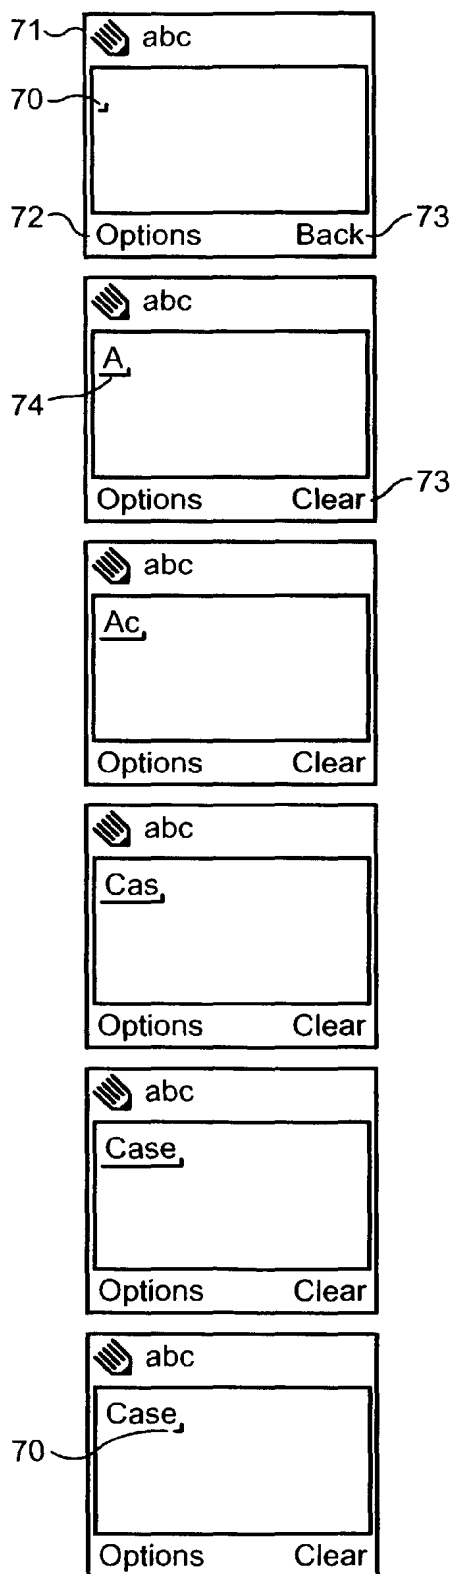 71 abc
70
72 Options Back 73
abc
A
74
Options Clear 73
abc
Ac
Options Clear
abc
Cas
Options Clear
abc
Case
Options Clear
abc
Case
70
Options Clear